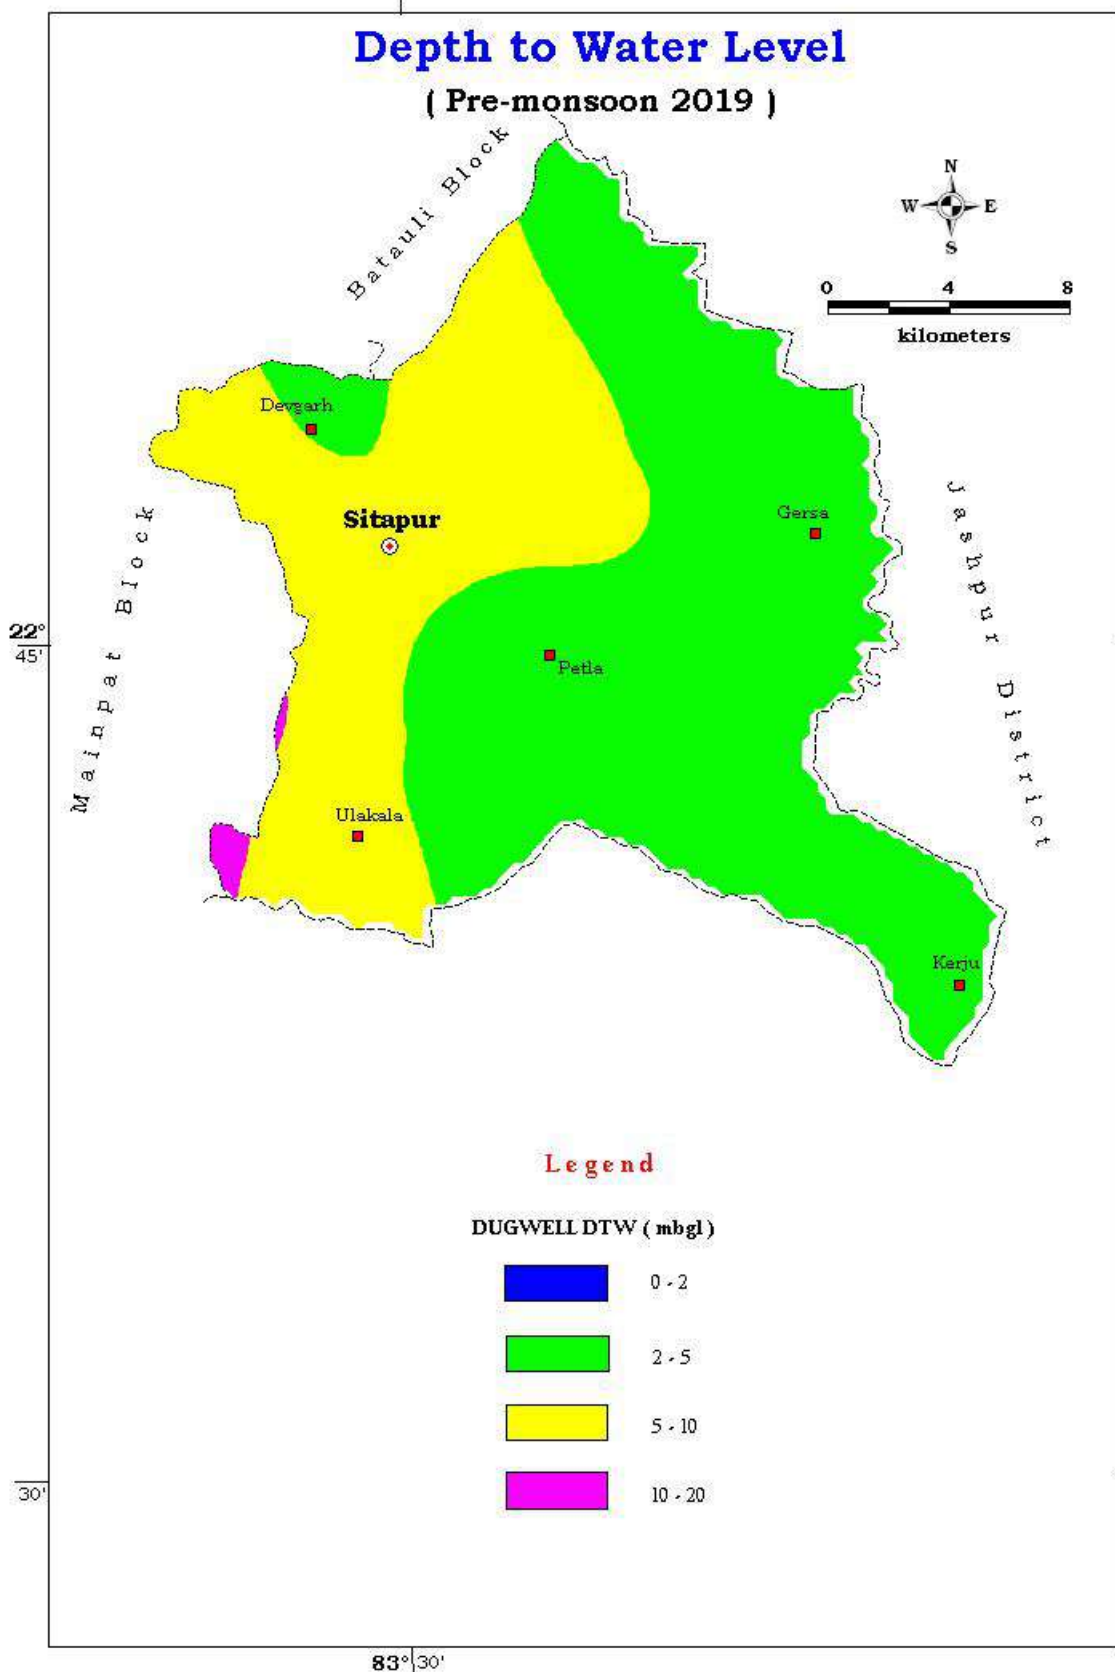 Depth to Water Level
( Pre-monsoon 2019 )
Batauli Block
N
W E
S
0 4 8
kilometers
Devgarh
Sitapur
Gersa
Mainpat Block
Jashpur District
22°
45'
Petla
Ulakala
Kerju
Legend
DUGWELL DTW ( mbgl )
0 - 2
2 - 5
5 - 10
10 - 20
30'
83° 30'